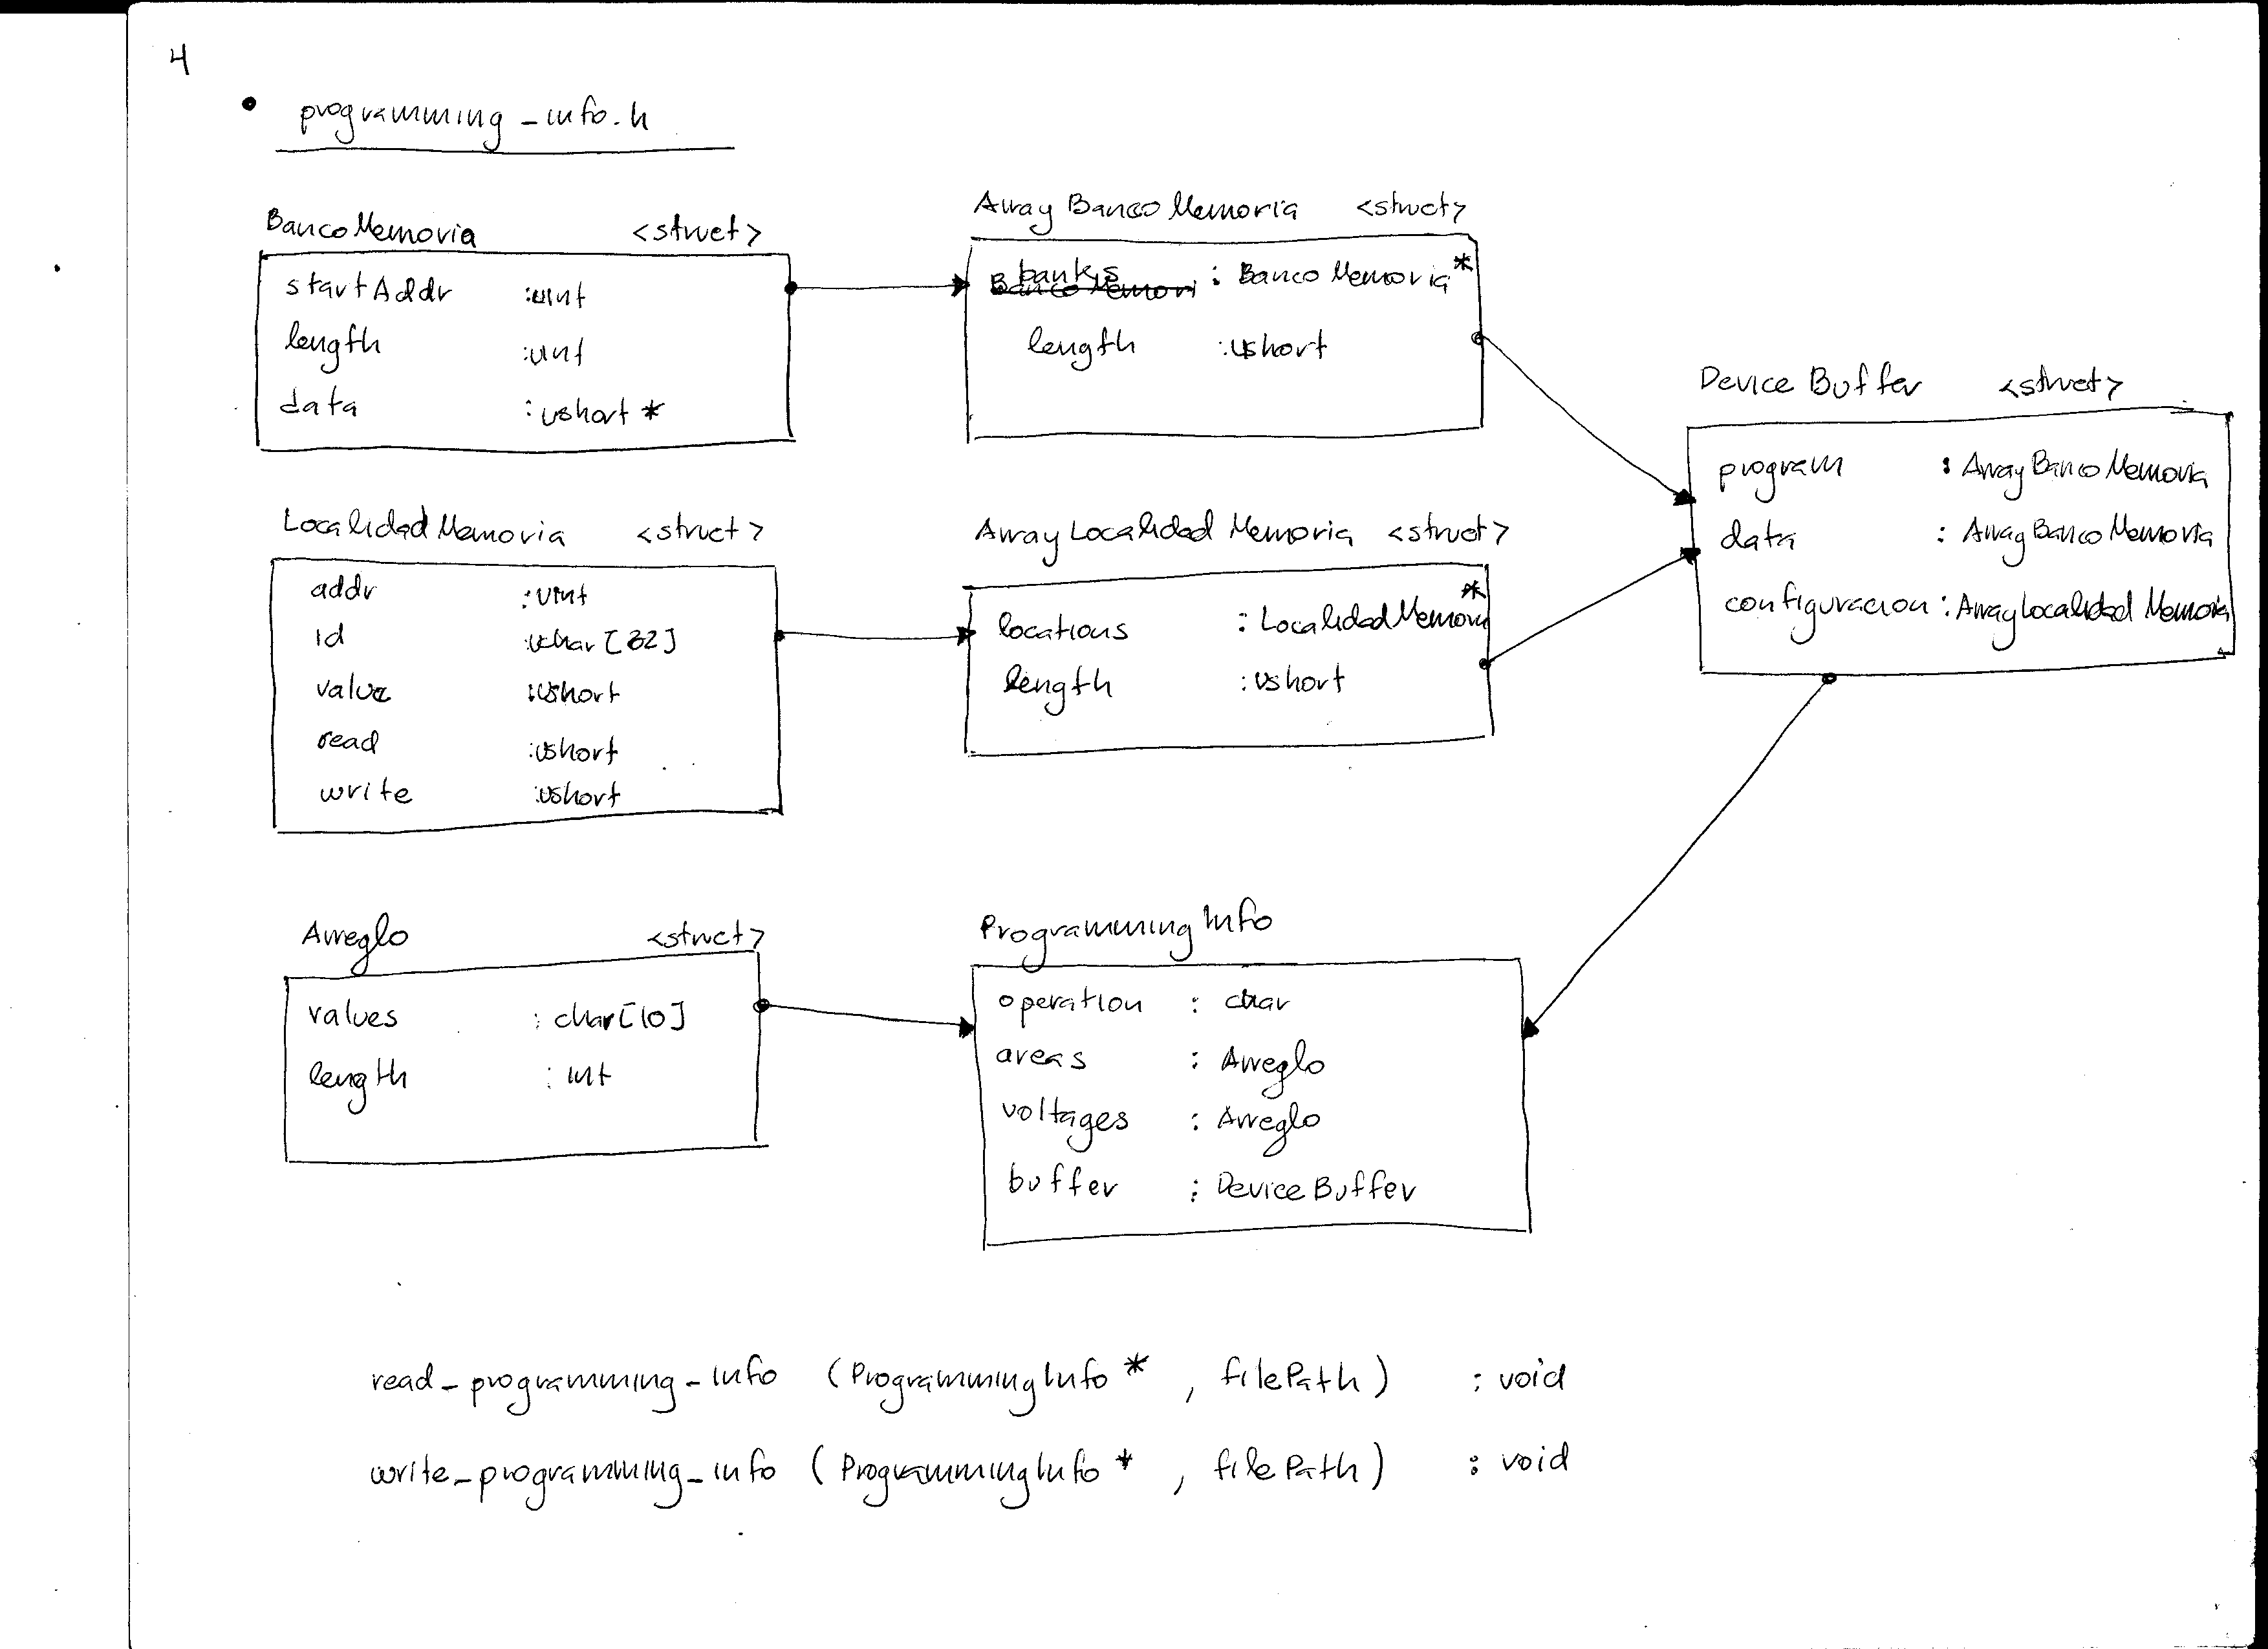 4
• programming_info.h
BancoMemoria <struct>
startAddr :uint
length :uint
data :ushort *
ArrayBancoMemoria <struct>
banks : BancoMemoria*
length :ushort
DeviceBuffer <struct>
program : ArrayBancoMemoria
data : ArrayBancoMemoria
configuracion : ArrayLocalidadMemoria
LocalidadMemoria <struct>
addr :uint
id :uchar [32]
value :ushort
read :ushort
write :ushort
ArrayLocalidadMemoria <struct>
locations : LocalidadMemoria*
length :ushort
Arreglo <struct>
values : char[10]
length : int
ProgrammingInfo
operation : char
areas : Arreglo
voltages : Arreglo
buffer : DeviceBuffer
read_programming_info (ProgrammingInfo * , filePath) : void
write_programming_info (ProgrammingInfo * , filePath) : void